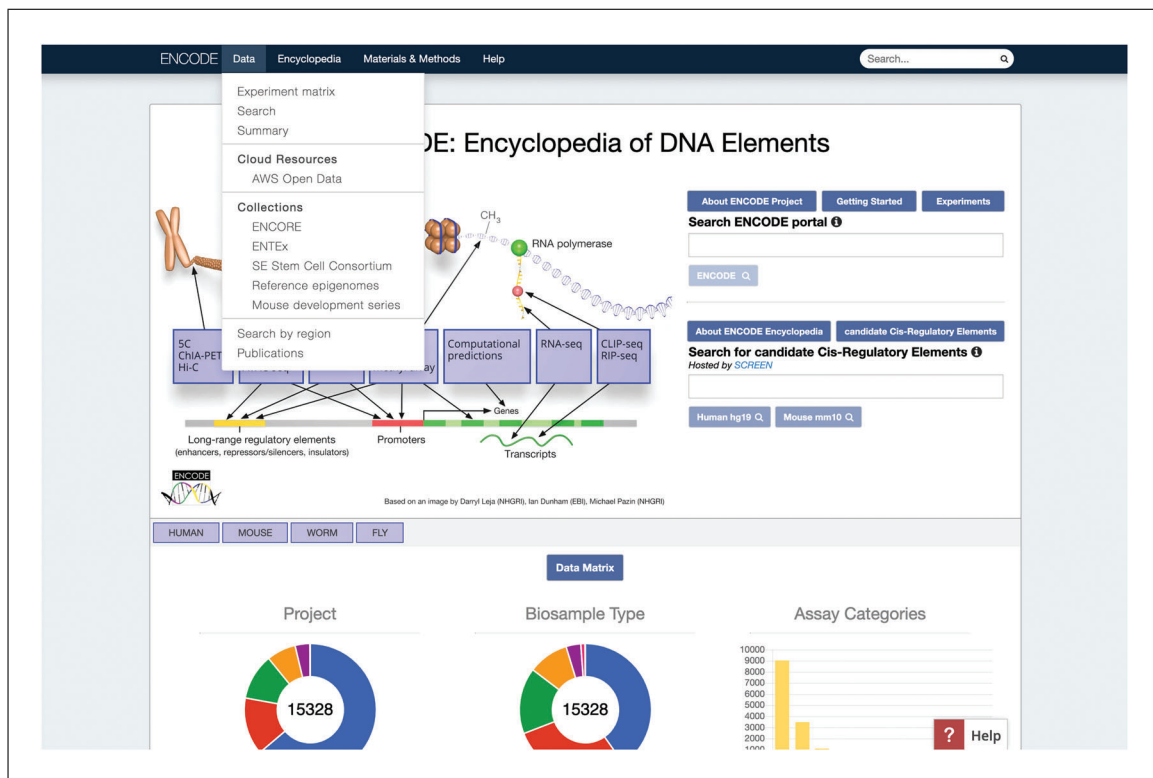 ENCODE Data Encyclopedia Materials & Methods Help Search...
Experiment matrix
Search
Summary
Cloud Resources
AWS Open Data
Collections
ENCORE
ENTEx
SE Stem Cell Consortium
Reference epigenomes
Mouse development series
Search by region
Publications
DE: Encyclopedia of DNA Elements
CH3
RNA polymerase
5C
ChIA-PET
Hi-C
Computational
predictions
RNA-seq
CLIP-seq
RIP-seq
Genes
Long-range regulatory elements
(enhancers, repressors/silencers, insulators)
Promoters
Transcripts
ENCODE
Based on an image by Darryl Leja (NHGRI), Ian Dunham (EBI), Michael Pazin (NHGRI)
About ENCODE Project Getting Started Experiments
Search ENCODE portal
ENCODE
About ENCODE Encyclopedia candidate Cis-Regulatory Elements
Search for candidate Cis-Regulatory Elements
Hosted by SCREEN
Human hg19 Mouse mm10
HUMAN MOUSE WORM FLY
Data Matrix
Project
15328
Biosample Type
15328
Assay Categories
10000
9000
8000
7000
6000
5000
4000
3000
2000
1000
? Help